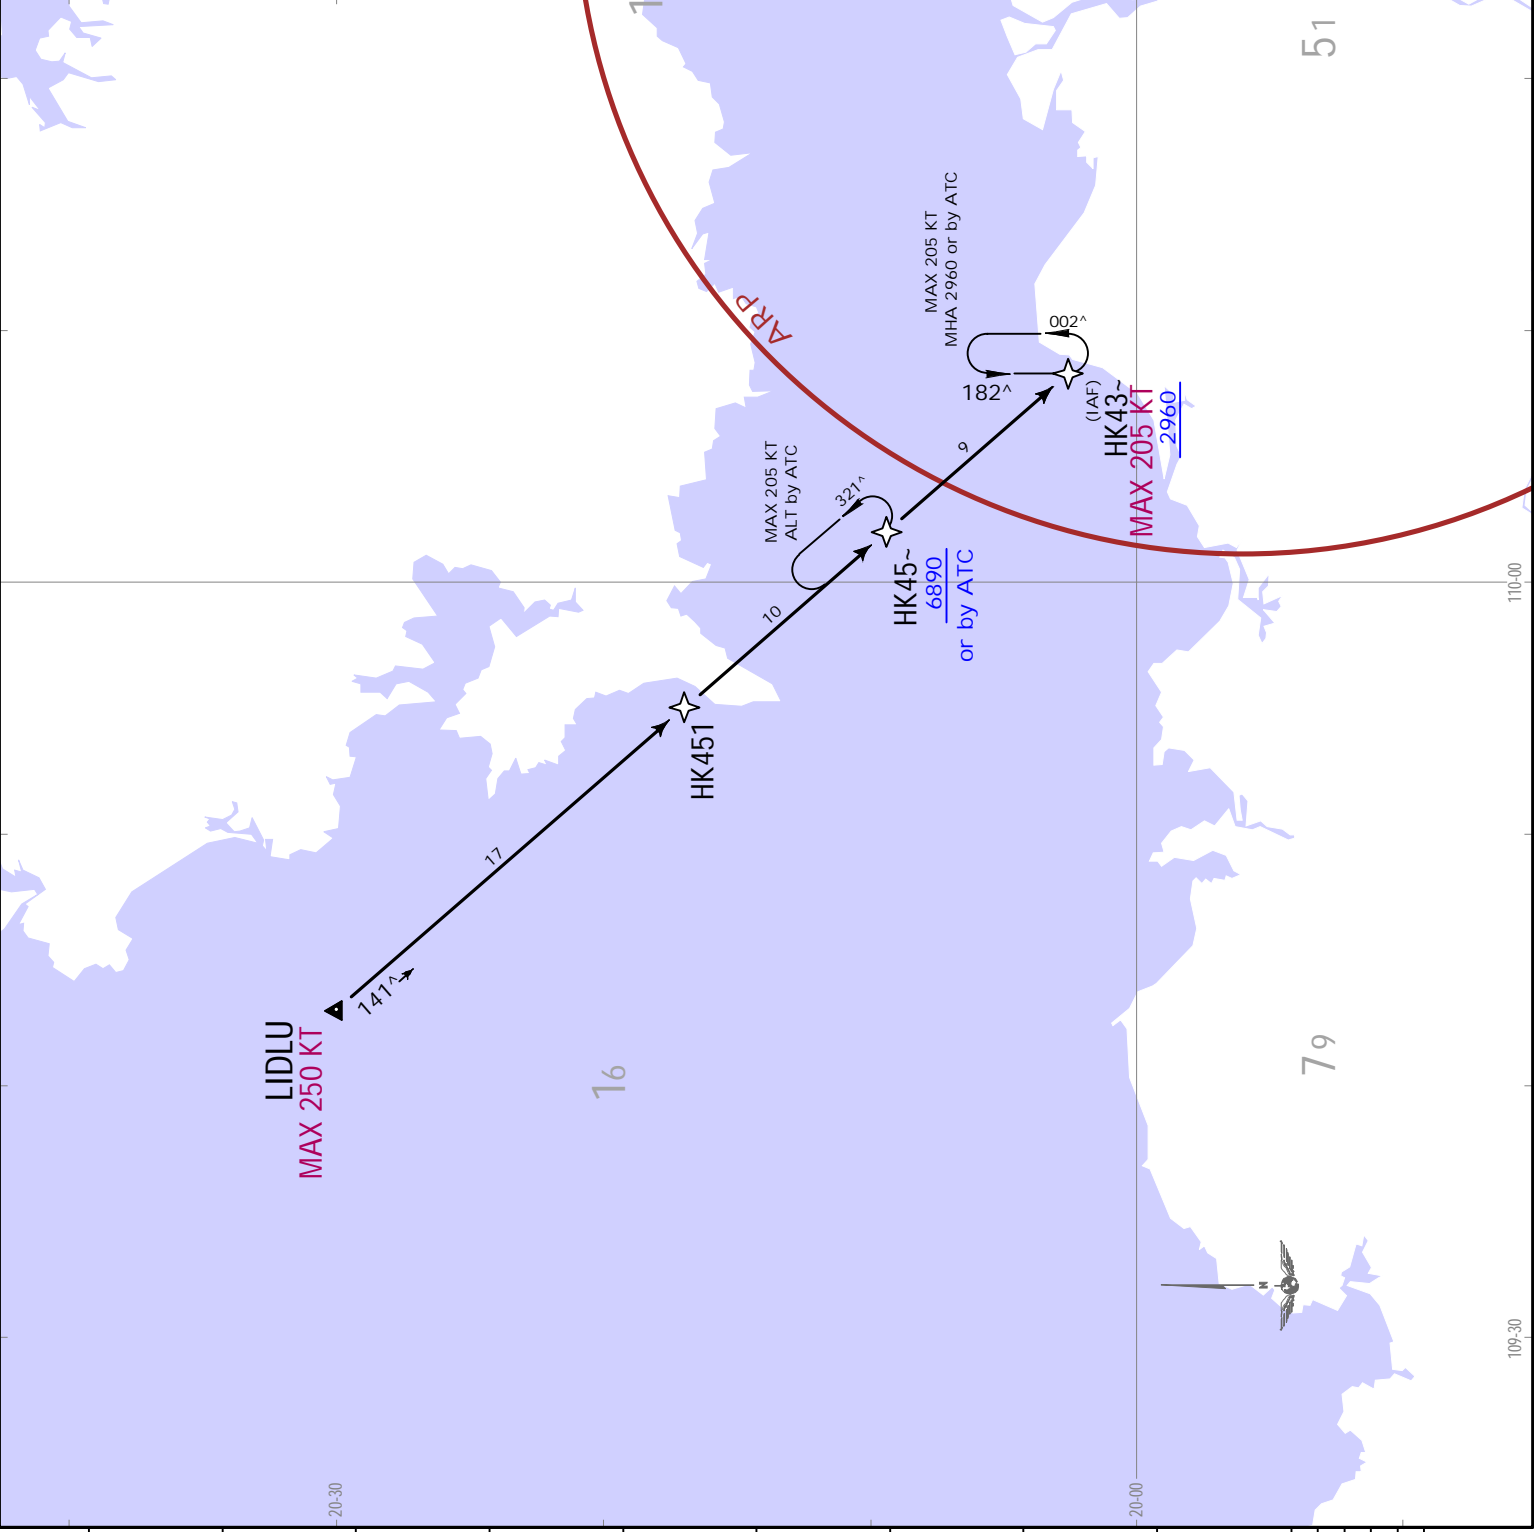 1
51
MAX 205 KT
MHA 2960 or by ATC
ARP
002^
182^
(IAF)
HK43~
MAX 205 KT
2960
9
MAX 205 KT
ALT by ATC
321^
HK45~
6890
or by ATC
110-00
10
HK451
17
141^
LIDLU
MAX 250 KT
16
79
N
109-30
20-30
20-00